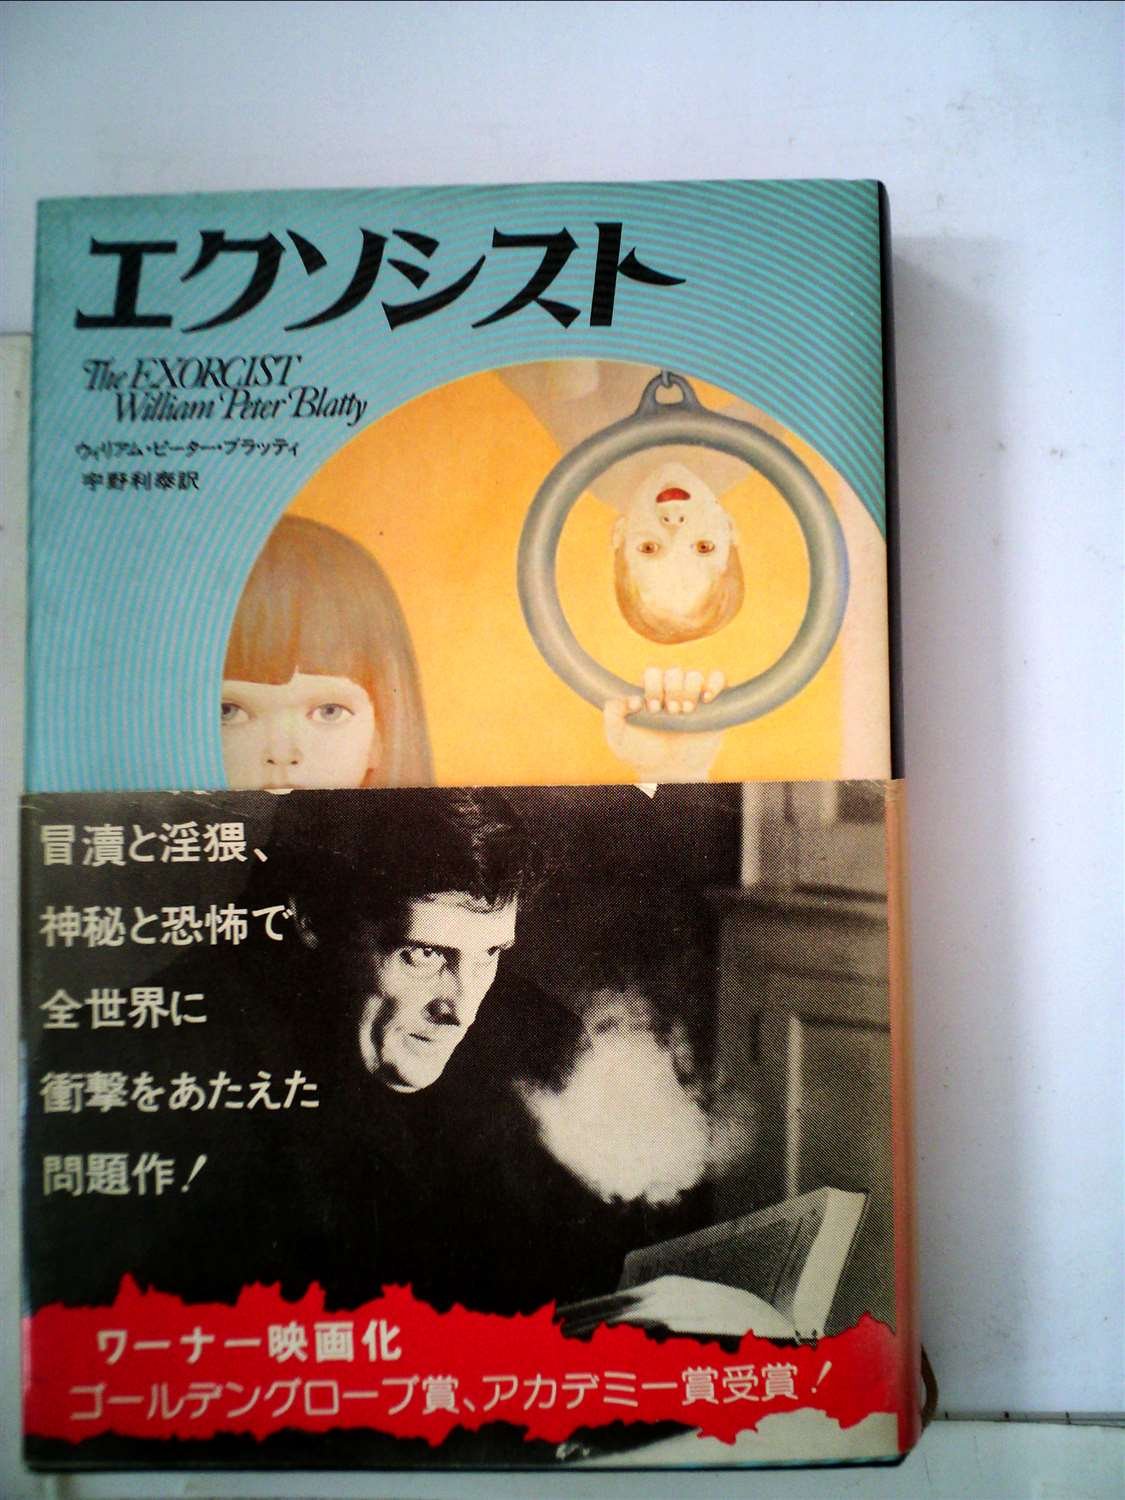 エクソシスト
The EXORCIST
William Peter Blatty
ウィリアム・ピーター・ブラッティ
宇野利泰訳
冒瀆と淫猥、
神秘と恐怖で
全世界に
衝撃をあたえた
問題作!
ワーナー映画化
ゴールデングローブ賞、アカデミー賞受賞!